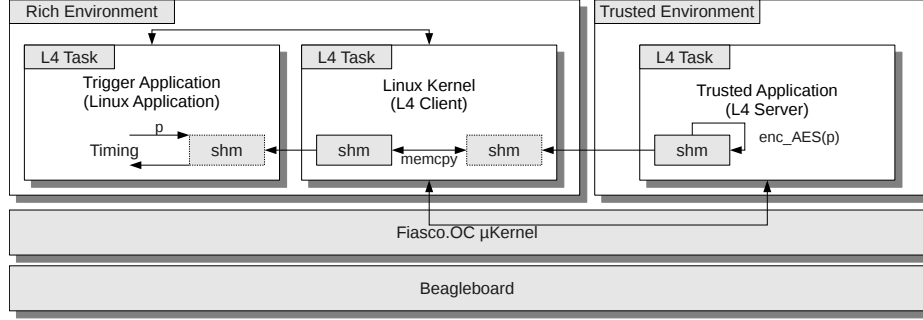 Rich Environment
Trusted Environment
L4 Task
L4 Task
L4 Task
Trigger Application
(Linux Application)
Linux Kernel
(L4 Client)
Trusted Application
(L4 Server)
p
Timing
shm
shm
memcpy
shm
shm
enc_AES(p)
Fiasco.OC µKernel
Beagleboard